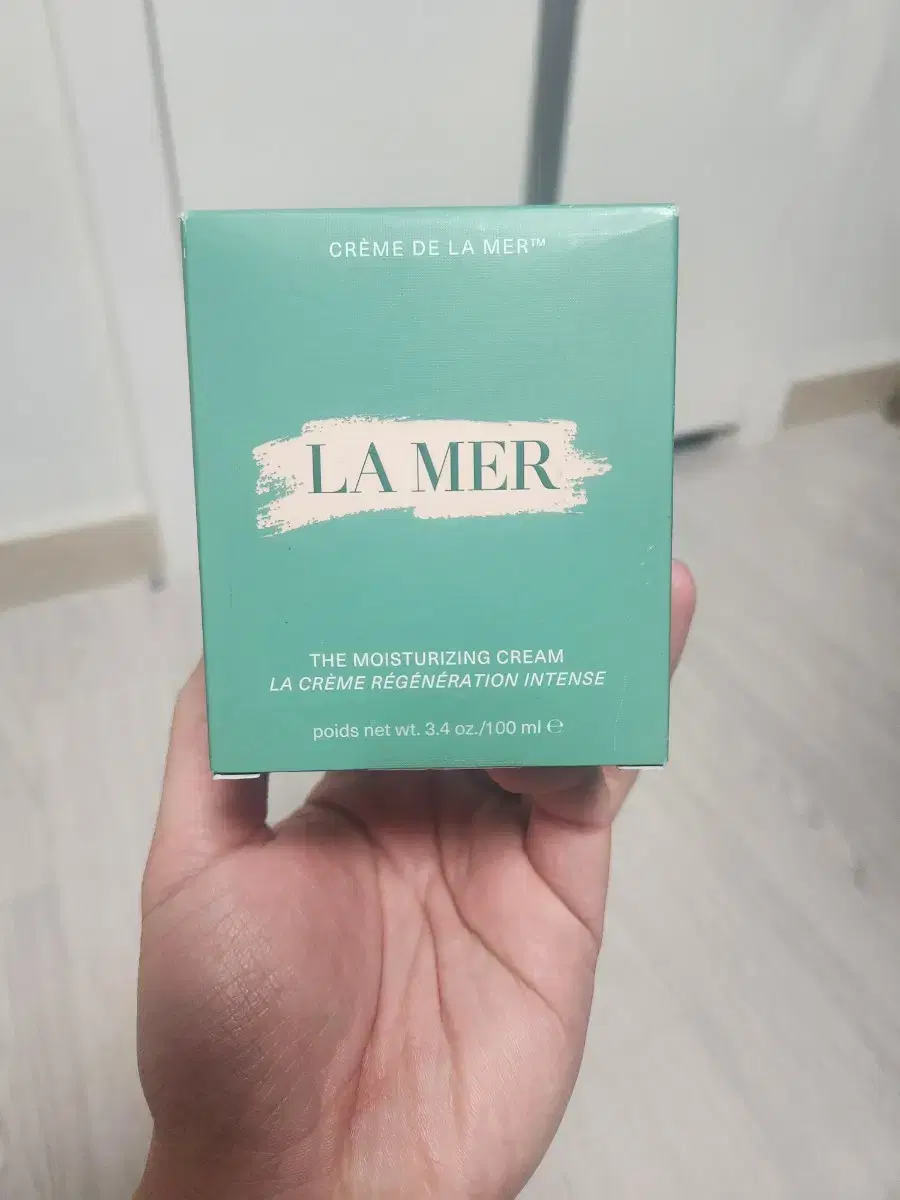 CRÈME DE LA MER™
LA MER
THE MOISTURIZING CREAM
LA CRÈME RÉGÉNÉRATION INTENSE
poids net wt. 3.4 oz./100 ml ℮